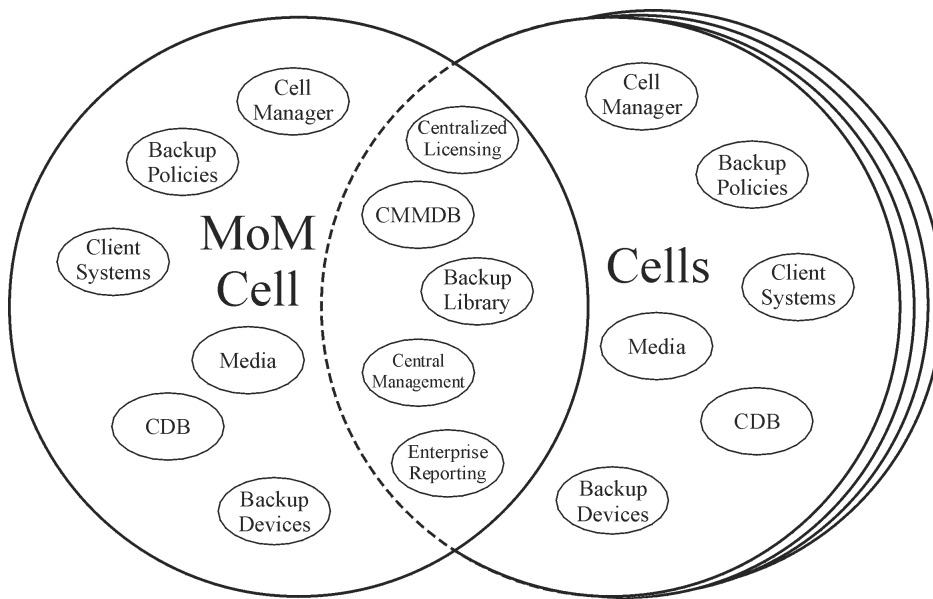 Cell
Manager
Backup
Policies
MoM
Cell
Client
Systems
Media
CDB
Backup
Devices
Centralized
Licensing
CMMDB
Backup
Library
Central
Management
Enterprise
Reporting
Cell
Manager
Backup
Policies
Cells
Client
Systems
Media
CDB
Backup
Devices